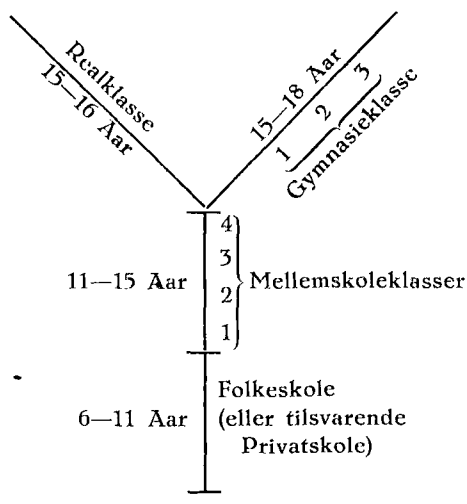 Realklasse
15—16 Aar
15—18 Aar
1 2 3
Gymnasieklasse
4
3
2
1
11—15 Aar
Mellemskoleklasser
6—11 Aar
Folkeskole
(eller tilsvarende
Privatskole)